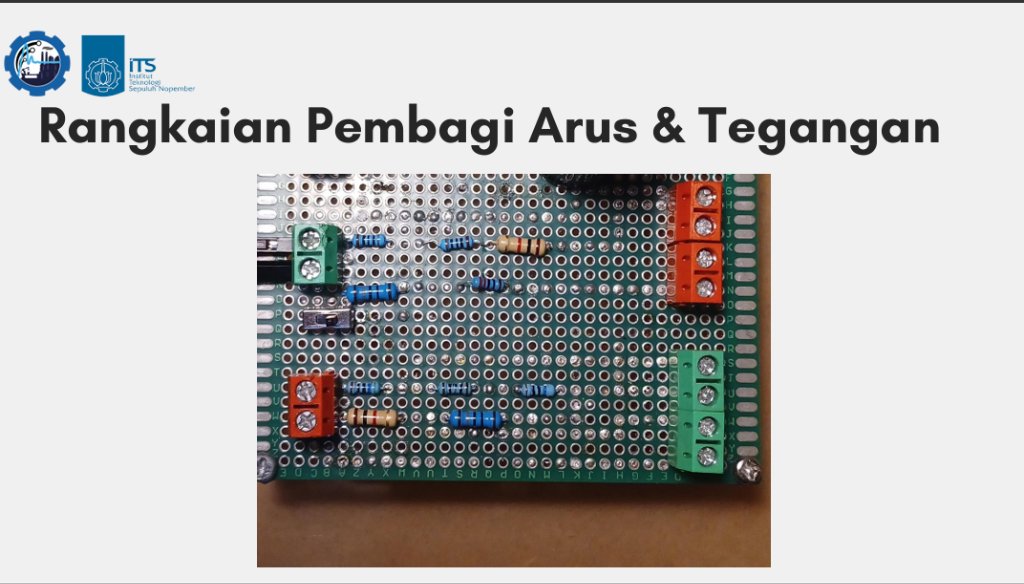 iTS
Institut
Teknologi
Sepuluh Nopember
Rangkaian Pembagi Arus & Tegangan